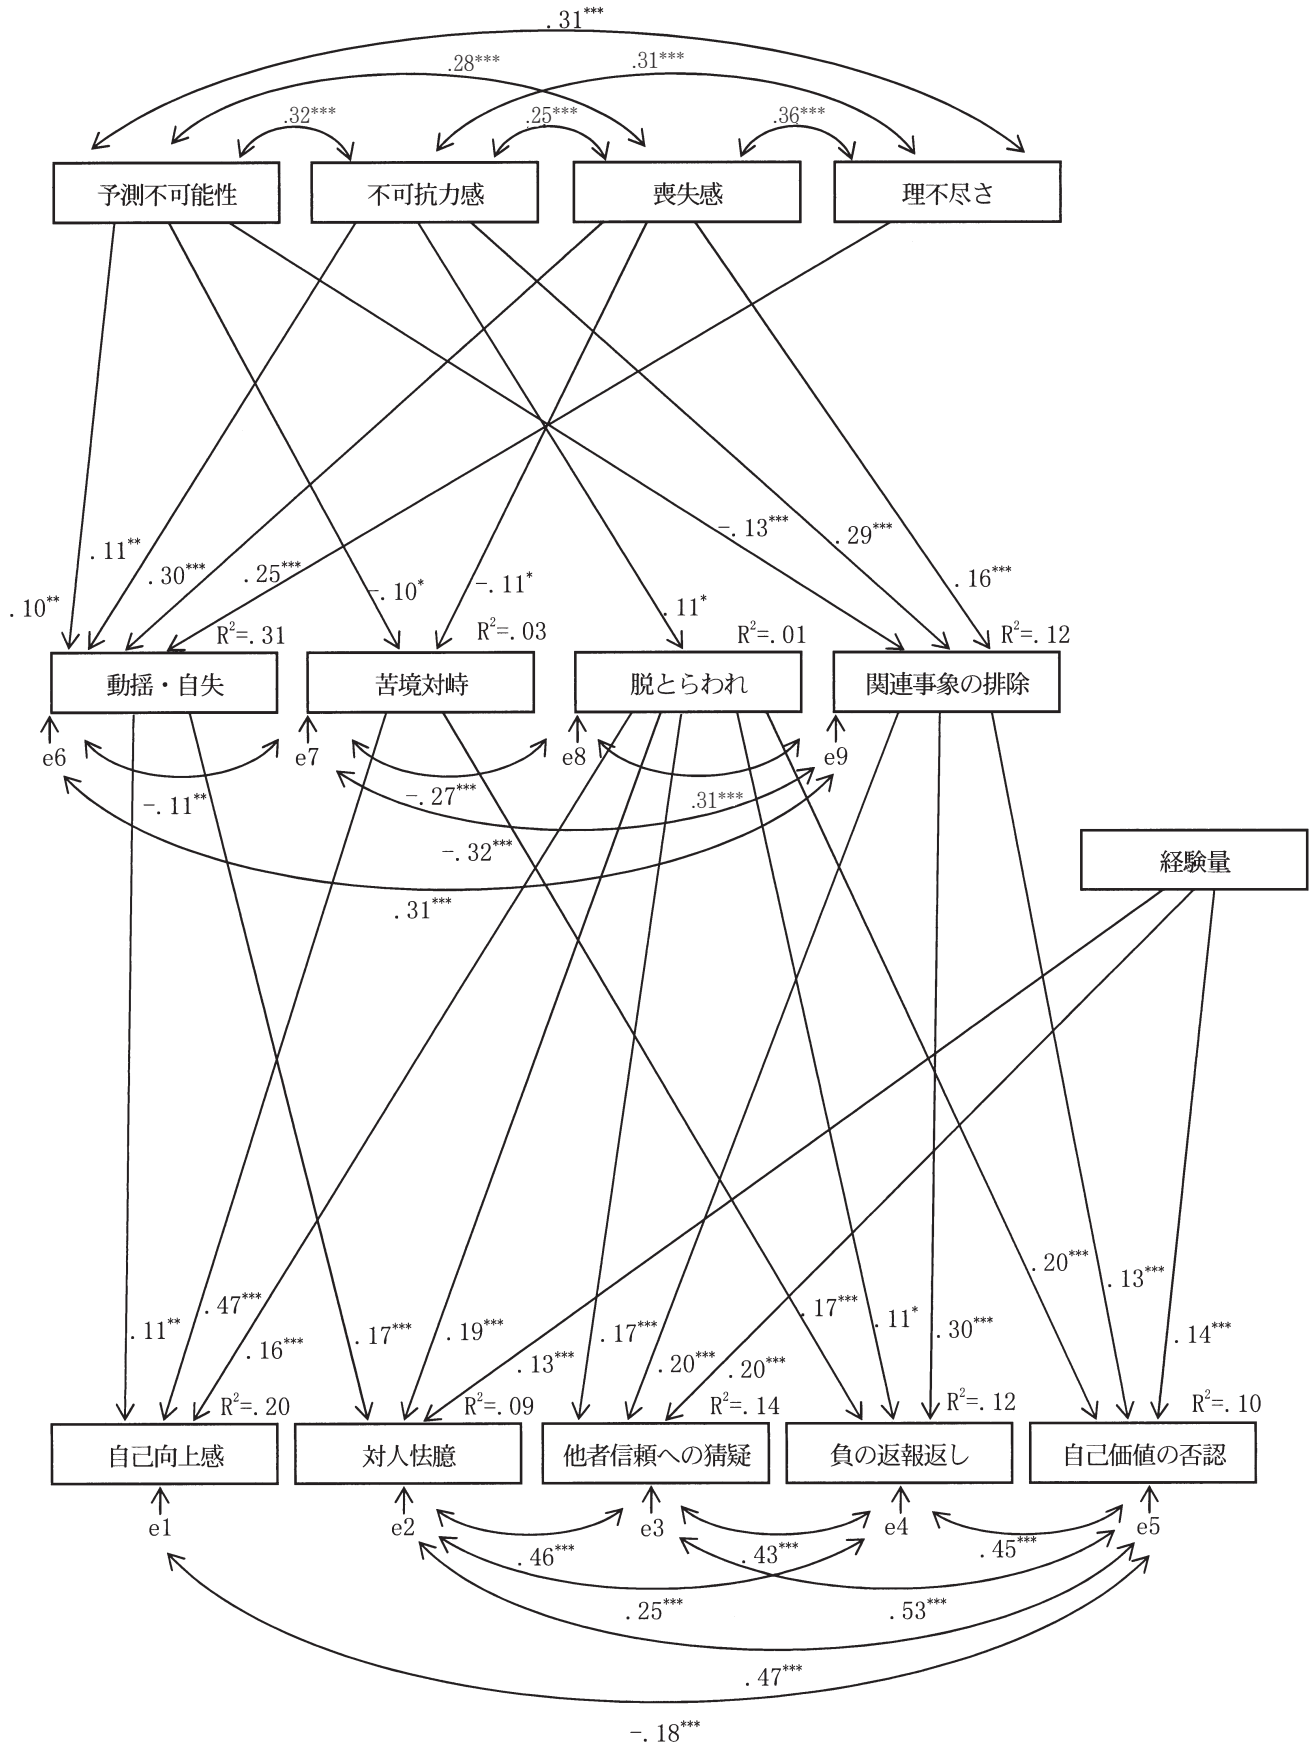 .31***
.28***
.31***
.32***
.25***
.36***
予測不可能性
不可抗力感
喪失感
理不尽さ
-.13***
.29***
.11**
.30***
.25***
-.10*
-.11*
.16***
.10**
.11*
R²=.31
R²=.03
R²=.01
R²=.12
動揺・自失
苦境対峙
脱とらわれ
関連事象の排除
e6
e7
e8
e9
-.11**
-.27***
.31***
-.32***
経験量
.31***
.20***
.13***
.47***
.17***
.11*
.11**
.16***
.17***
.19***
.17***
.30***
.14***
.13***
.20***
.20***
R²=.20
R²=.09
R²=.14
R²=.12
R²=.10
自己向上感
対人怯臆
他者信頼への猜疑
負の返報返し
自己価値の否認
e1
e2
e3
e4
e5
.46***
.43***
.45***
.25***
.53***
.47***
-.18***